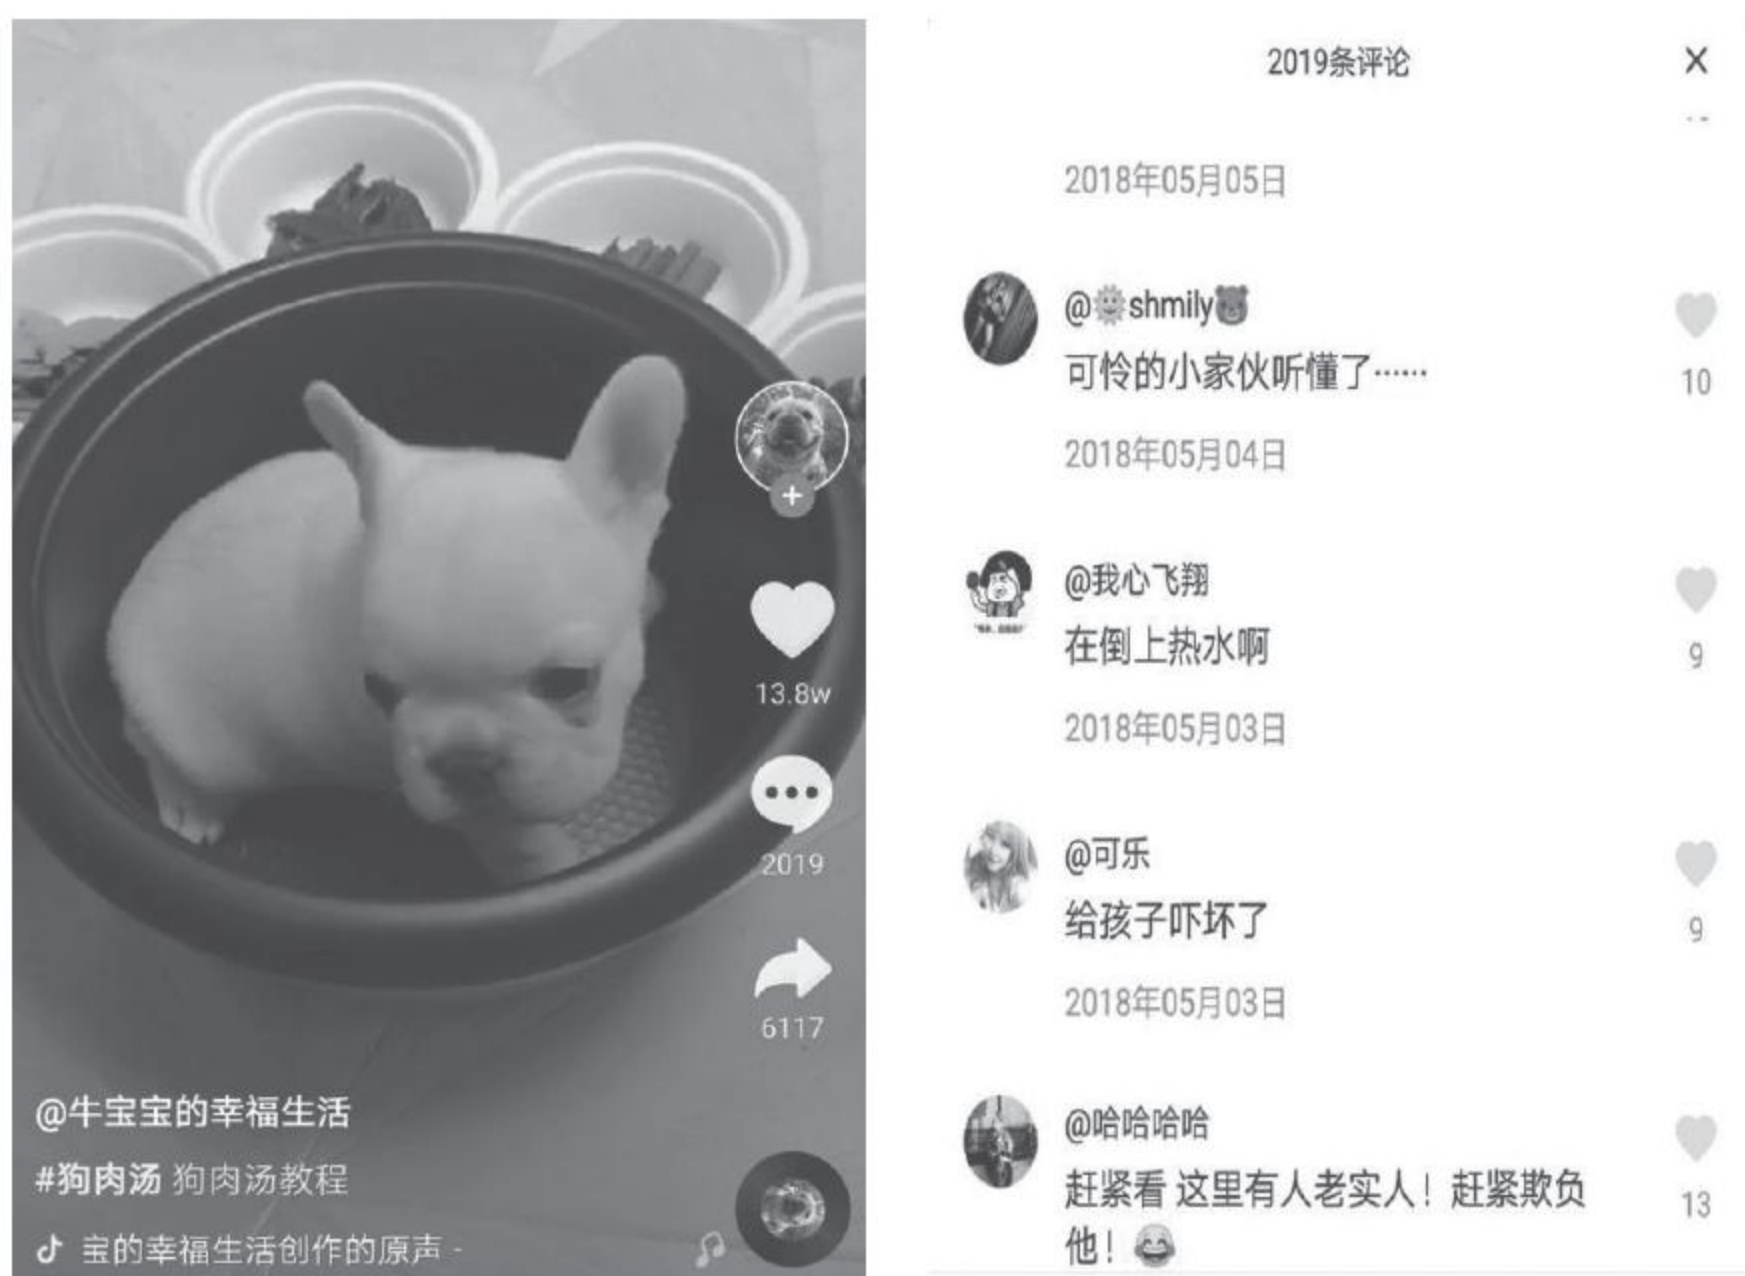 13.8w
2019
6117
@牛宝宝的幸福生活
#狗肉汤 狗肉汤教程
宝的幸福生活创作的原声 -
2019条评论
2018年05月05日
@🌞shmily🐻
可怜的小家伙听懂了……
10
2018年05月04日
@我心飞翔
在倒上热水啊
9
2018年05月03日
@可乐
给孩子吓坏了
9
2018年05月03日
@哈哈哈哈
赶紧看 这里有人老实人！赶紧欺负
他！😄
13